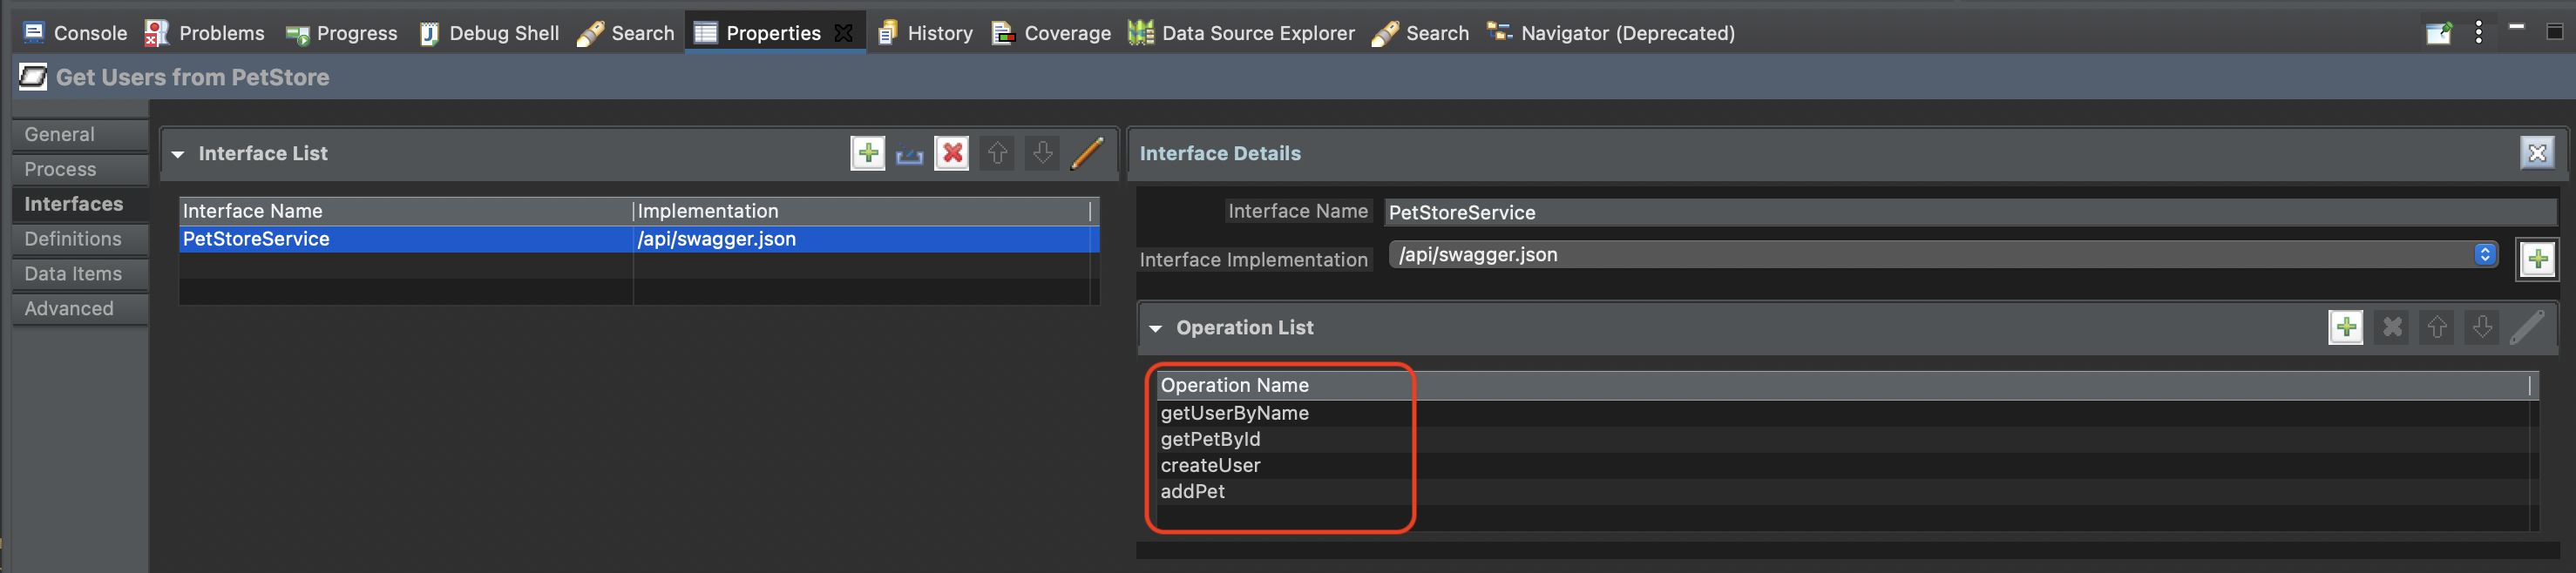 Console Problems Progress Debug Shell Search Properties History Coverage Data Source Explorer Search Navigator (Deprecated)
Get Users from PetStore
General
Process
Interfaces
Definitions
Data Items
Advanced
Interface List
Interface Name Implementation
PetStoreService /api/swagger.json
Interface Details
Interface Name PetStoreService
Interface Implementation /api/swagger.json
Operation List
Operation Name
getUserByName
getPetById
createUser
addPet